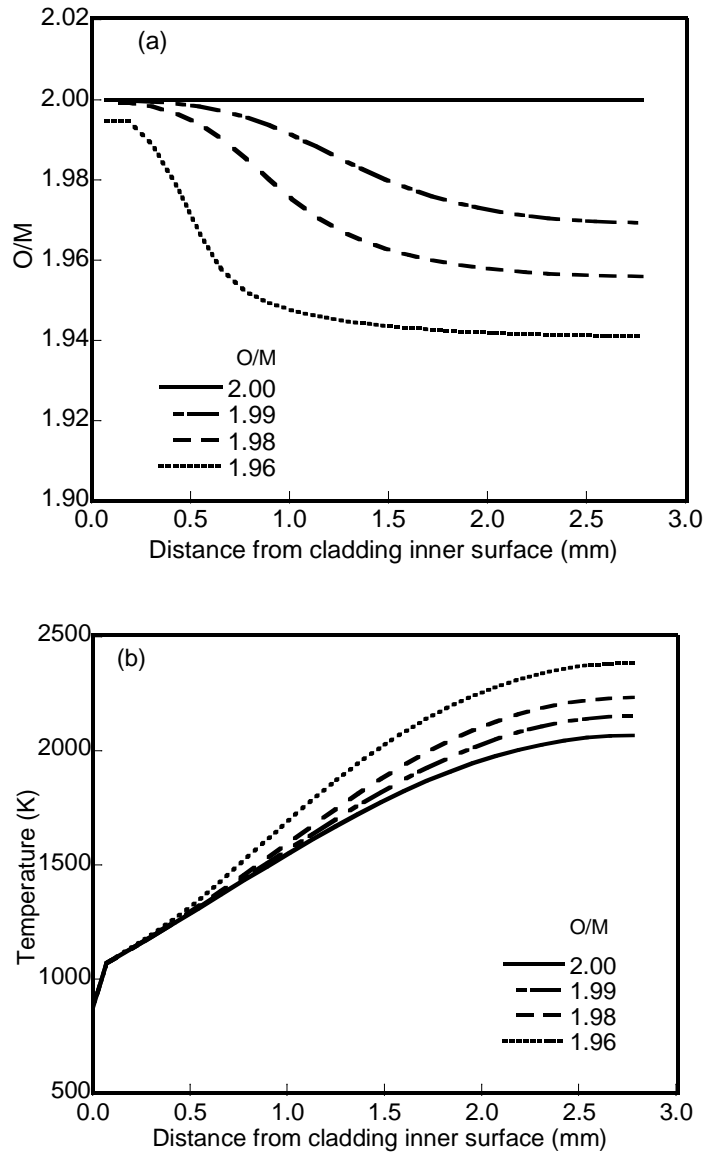 (a)
2.02
2.00
1.98
1.96
1.94
1.92
1.90
O/M
O/M
2.00
1.99
1.98
1.96
0.0 0.5 1.0 1.5 2.0 2.5 3.0
Distance from cladding inner surface (mm)
(b)
2500
2000
1500
1000
500
Temperature (K)
O/M
2.00
1.99
1.98
1.96
0.0 0.5 1.0 1.5 2.0 2.5 3.0
Distance from cladding inner surface (mm)